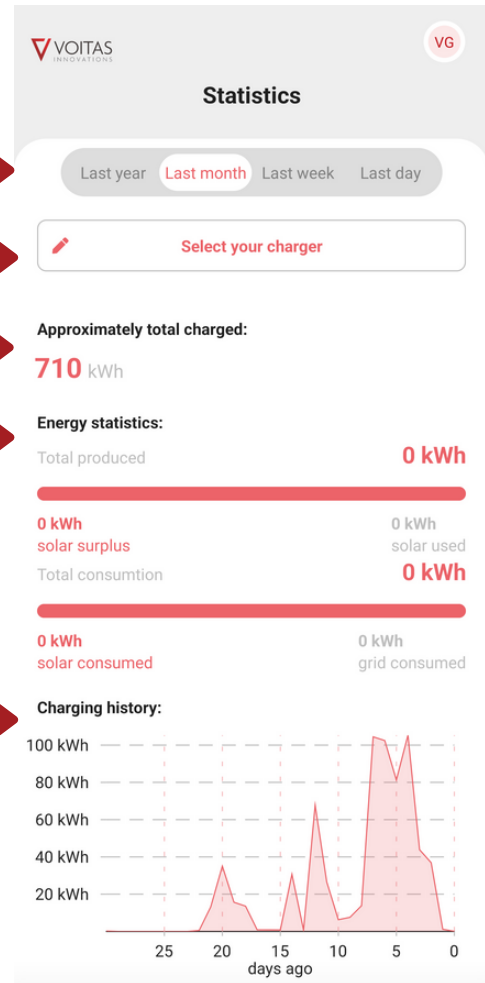 VOITAS
INNOVATIONS
VG
Statistics
Last year Last month Last week Last day
Select your charger
Approximately total charged:
710 kWh
Energy statistics:
Total produced 0 kWh
0 kWh 0 kWh
solar surplus solar used
Total consumtion 0 kWh
0 kWh 0 kWh
solar consumed grid consumed
Charging history:
100 kWh
80 kWh
60 kWh
40 kWh
20 kWh
25 20 15 10 5 0
days ago